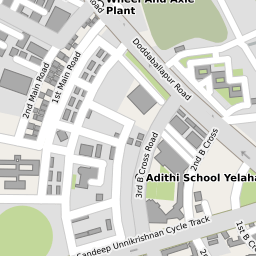 Wheel And Axle
Plant
Road
Doddaballapur Road
1st Main Road
2nd Main Road
3rd B Cross Road
2nd B Cross
Adithi School Yelaha
Sandeep Unnikrishnan Cycle Track
1st B